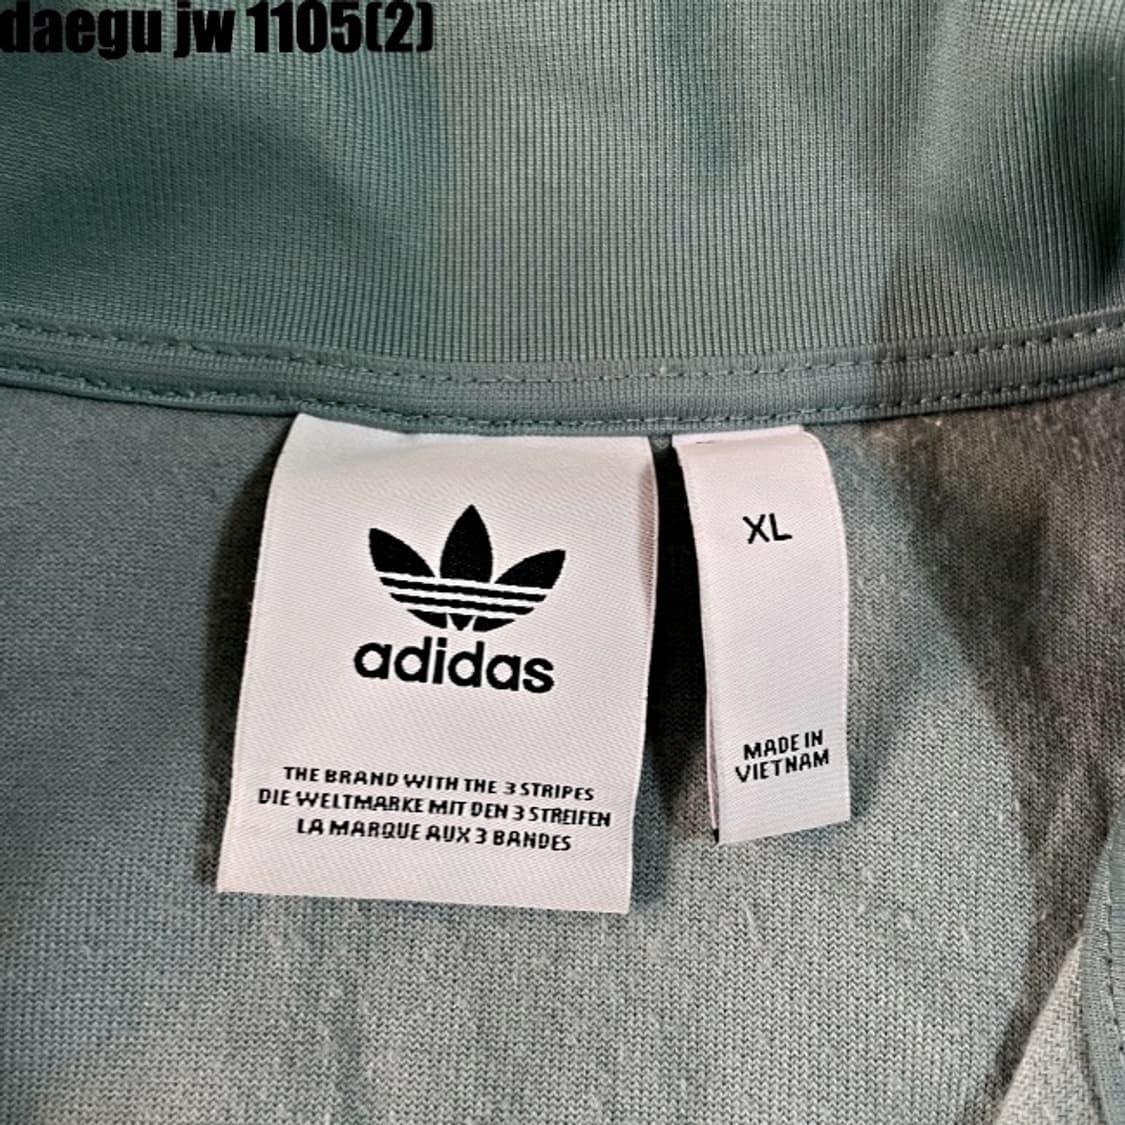 daegu jw 1105(2)
adidas
THE BRAND WITH THE 3 STRIPES
DIE WELTMARKE MIT DEN 3 STREIFEN
LA MARQUE AUX 3 BANDES
XL
MADE IN
VIETNAM